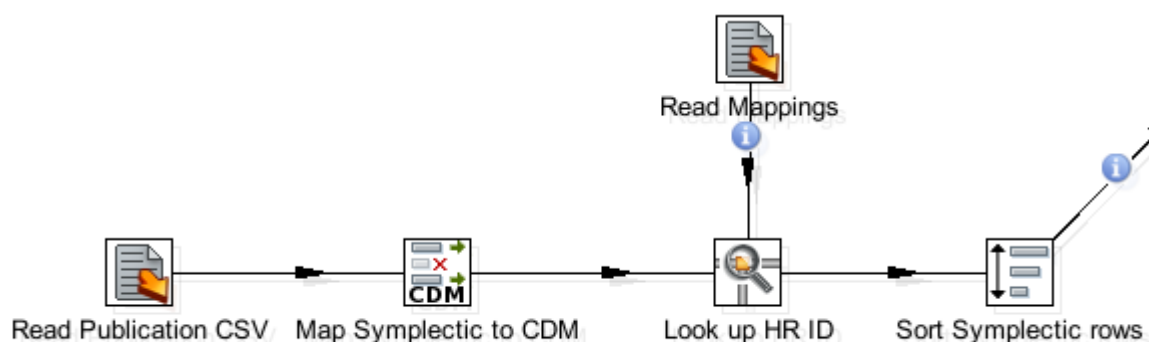 Read Mappings
i
i
CDM
Read Publication CSV
Map Symplectic to CDM
Look up HR ID
Sort Symplectic rows